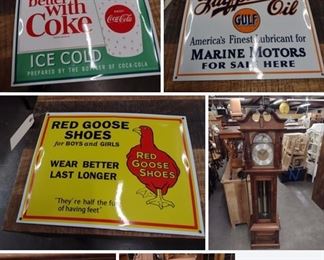 better
with
Coke
ENJOY
Coca-Cola
ICE COLD
PREPARED BY THE BOTTLER OF COCA-COLA
Oil
GULF
America's Finest Lubricant for
MARINE MOTORS
FOR SALE HERE
RED GOOSE
SHOES
for BOYS and GIRLS
WEAR BETTER
LAST LONGER
RED
GOOSE
SHOES
"They're half the fun
of having feet"